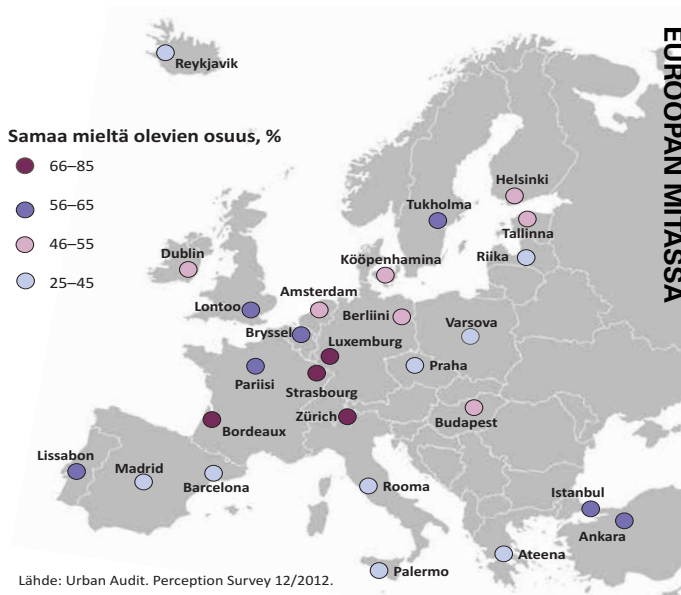 EUROOPAN MITASSA
Reykjavik
Samaa mieltä olevien osuus, %
66–85
56–65
46–55
25–45
Helsinki
Tukholma
Tallinna
Dublin
Kööpenhamina
Riika
Amsterdam
Lontoo
Berliini
Varsova
Bryssel
Luxemburg
Praha
Pariisi
Strasbourg
Zürich
Budapest
Bordeaux
Lissabon
Madrid
Barcelona
Rooma
Istanbul
Ankara
Ateena
Palermo
Lähde: Urban Audit. Perception Survey 12/2012.